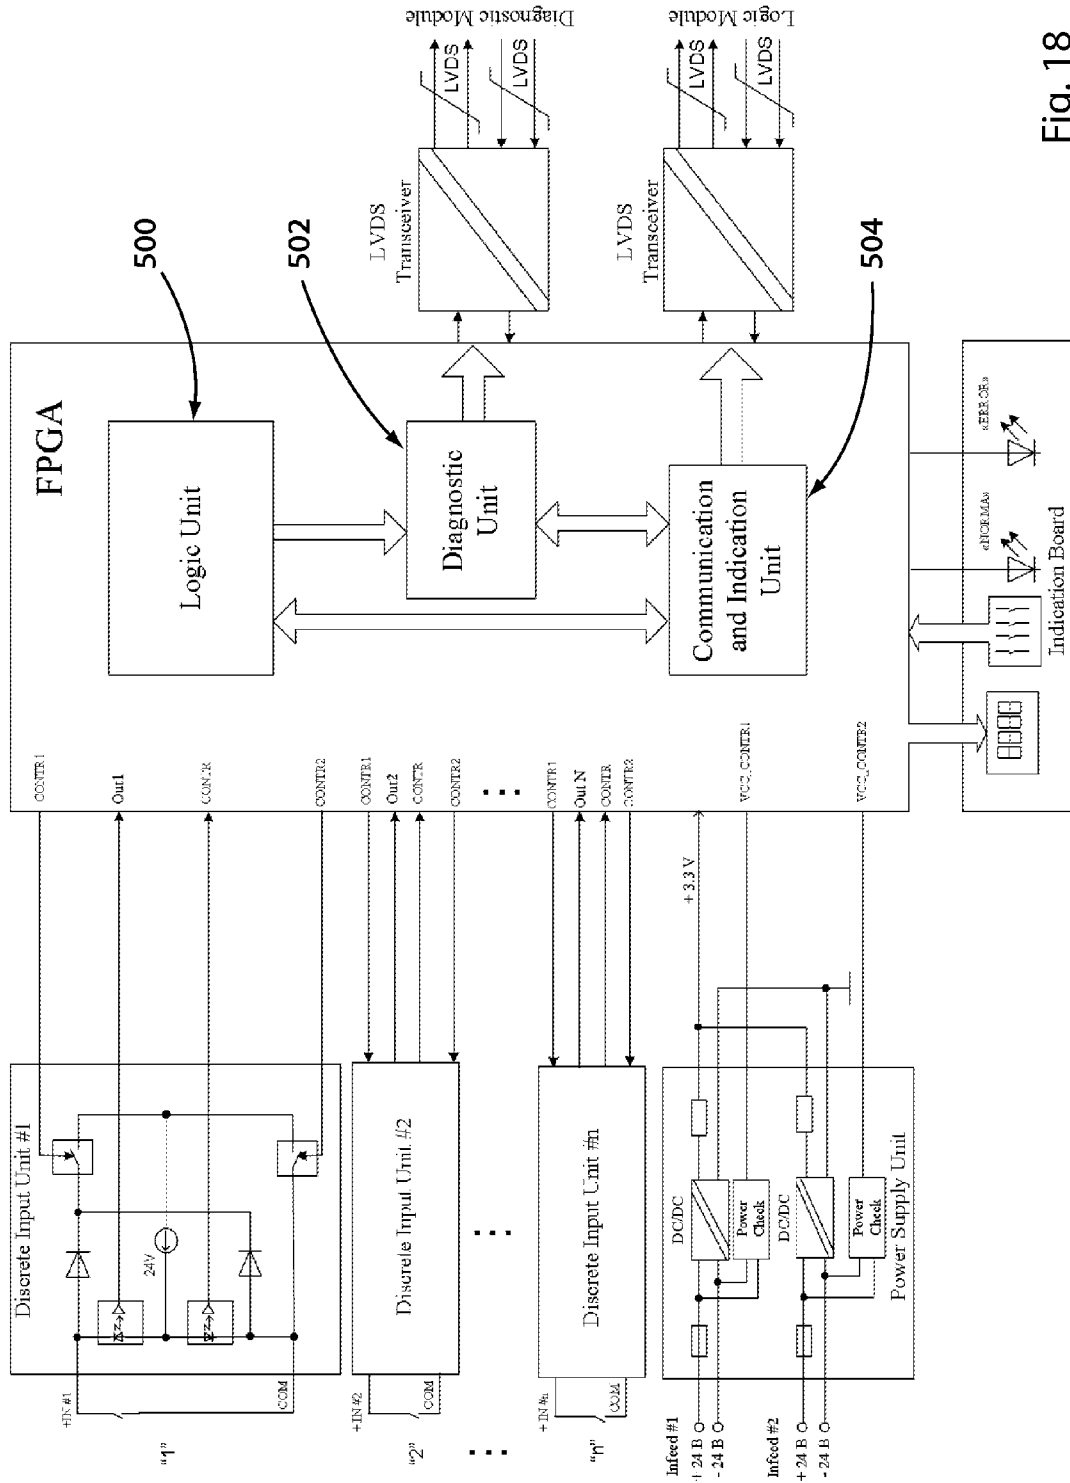 Fig. 18
Diagnostic Module
LVDS
LVDS
Logic Module
LVDS
LVDS
LVDS
Transceiver
LVDS
Transceiver
500
502
504
FPGA
Logic Unit
Diagnostic
Unit
Communication
and Indication
Unit
CONTR1
Out1
CONTR
CONTR2
CONTR1
Out2
CONTR
CONTR2
...
CONTR1
Out N
CONTR
CONTR2
VCC_CONTR1
VCC_CONTR2
«ERROR»
«NORMA»
Indication Board
+ 3.3 V
Discrete Input Unit #1
24V
+IN #1
COM
"1"
Discrete Input Unit #2
+IN #2
COM
"2"
...
...
Discrete Input Unit #n
+ IN #n
COM
"n"
DC/DC
Power
Check
DC/DC
Power
Check
Power Supply Unit
Infeed #1
+ 24 B
- 24 B
Infeed #2
+ 24 B
- 24 B